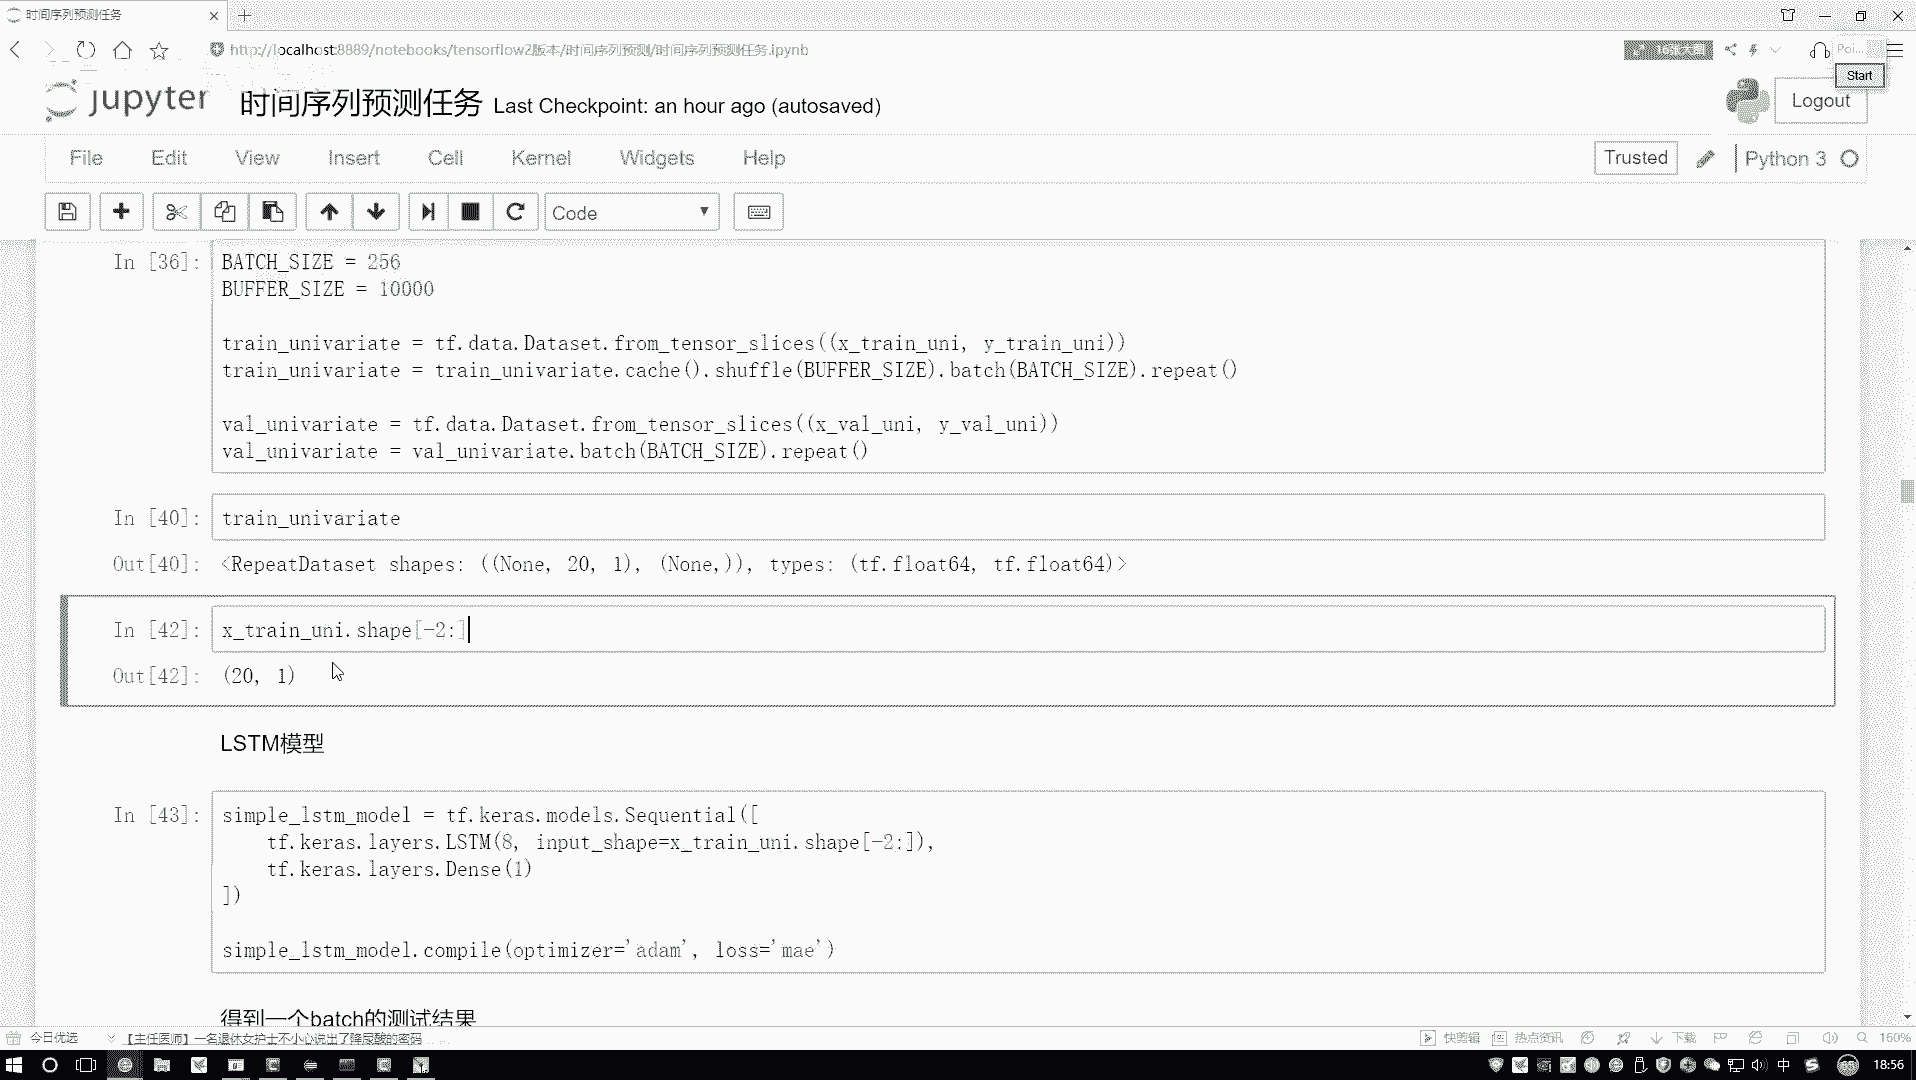 时间序列预测任务
http://localhost:8889/notebooks/tensorflow2版本/时间序列预测/时间序列预测任务.ipynb
16张大图
Poi...
Start
jupyter 时间序列预测任务 Last Checkpoint: an hour ago (autosaved)
Logout
File Edit View Insert Cell Kernel Widgets Help
Trusted Python 3
Code
In [36]: BATCH_SIZE = 256
BUFFER_SIZE = 10000
train_univariate = tf.data.Dataset.from_tensor_slices((x_train_uni, y_train_uni))
train_univariate = train_univariate.cache().shuffle(BUFFER_SIZE).batch(BATCH_SIZE).repeat()
val_univariate = tf.data.Dataset.from_tensor_slices((x_val_uni, y_val_uni))
val_univariate = val_univariate.batch(BATCH_SIZE).repeat()
In [40]: train_univariate
Out[40]: <RepeatDataset shapes: ((None, 20, 1), (None,)), types: (tf.float64, tf.float64)>
In [42]: x_train_uni.shape[-2:]
Out[42]: (20, 1)
LSTM模型
In [43]: simple_lstm_model = tf.keras.models.Sequential([
tf.keras.layers.LSTM(8, input_shape=x_train_uni.shape[-2:]),
tf.keras.layers.Dense(1)
])
simple_lstm_model.compile(optimizer='adam', loss='mae')
得到一个batch的测试结果
今日优选 【主任医师】一名退休女护士不小心说出了降尿酸的密码
快剪辑 热点资讯 下载 160%
中 18:56